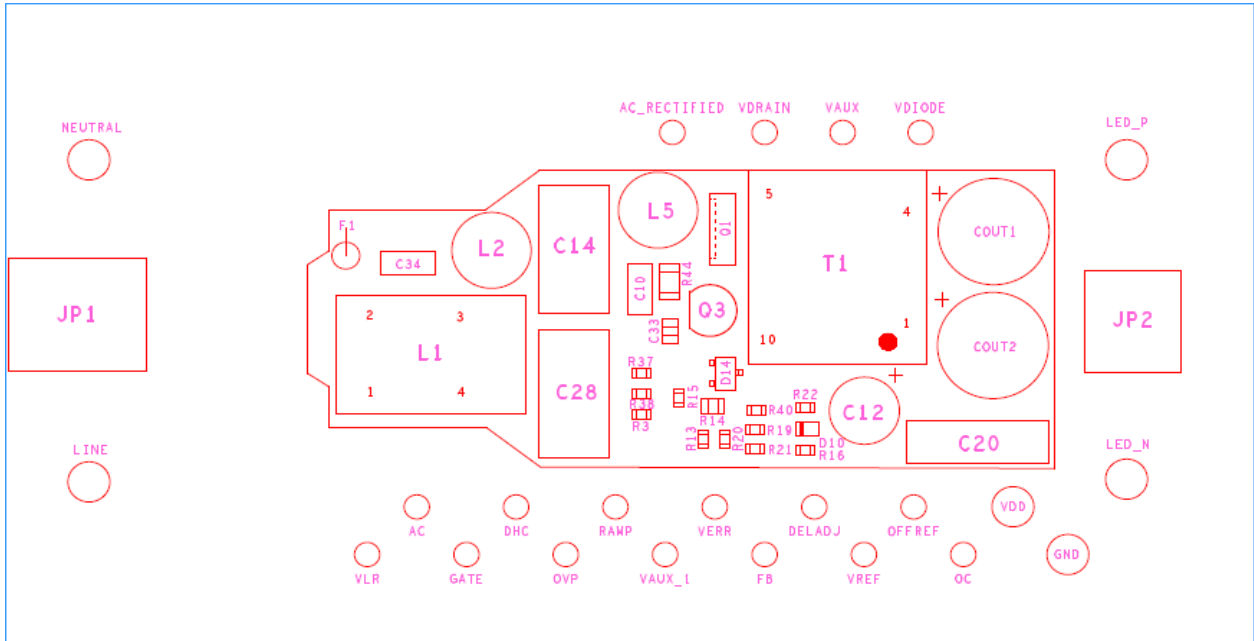 AC_RECTIFIED VDRAIN VAUX VDIODE
NEUTRAL
LED_P
5
4
+
F1
L5
Q1
COUT1
L2
C14
C34
T1
R44
C10
+
JP1
2
3
Q3
1
JP2
C33
10
COUT2
L1
R37
D14
+
1
4
C28
R38
R15
R22
C12
R3
R14
R40
R13
R20
R19
D10
C20
R21
R16
LINE
LED_N
VDD
AC DHC RAMP VERR DELADJ OFFREF
GND
VLR GATE OVP VAUX_1 FB VREF OC